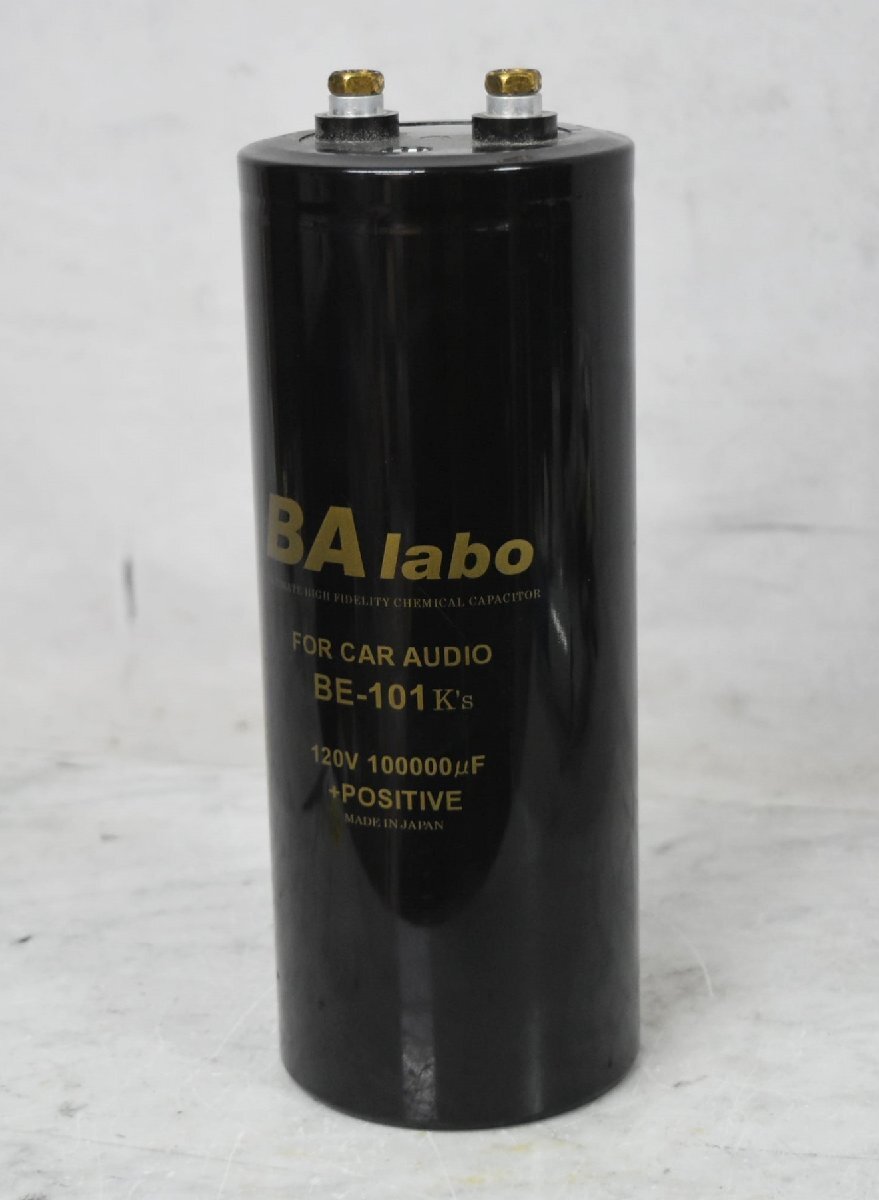 BA labo
HIGH FIDELITY CHEMICAL CAPACITOR
FOR CAR AUDIO
BE-101 K's
120V 100000μF
+POSITIVE
MADE IN JAPAN